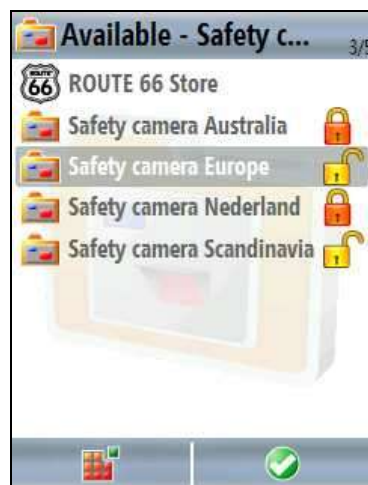 Available - Safety c...
3/5
ROUTE 66 Store
Safety camera Australia
Safety camera Europe
Safety camera Nederland
Safety camera Scandinavia